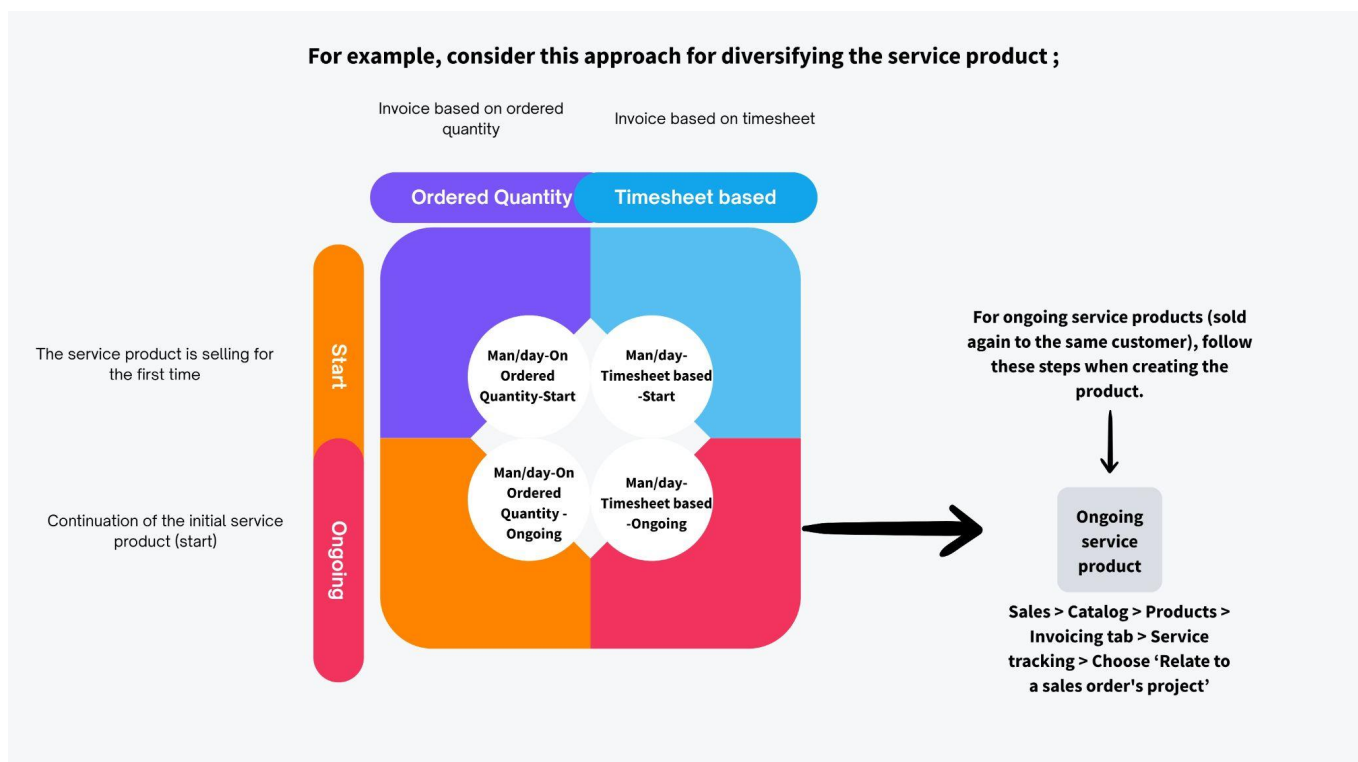 For example, consider this approach for diversifying the service product ;
Invoice based on ordered
quantity
Invoice based on timesheet
Ordered Quantity
Timesheet based
Start
Ongoing
The service product is selling for
the first time
Continuation of the initial service
product (start)
Man/day-On
Ordered
Quantity-Start
Man/day-
Timesheet based
-Start
Man/day-On
Ordered
Quantity -
Ongoing
Man/day-
Timesheet based
-Ongoing
For ongoing service products (sold
again to the same customer), follow
these steps when creating the
product.
Ongoing
service
product
Sales > Catalog > Products >
Invoicing tab > Service
tracking > Choose ‘Relate to
a sales order's project’